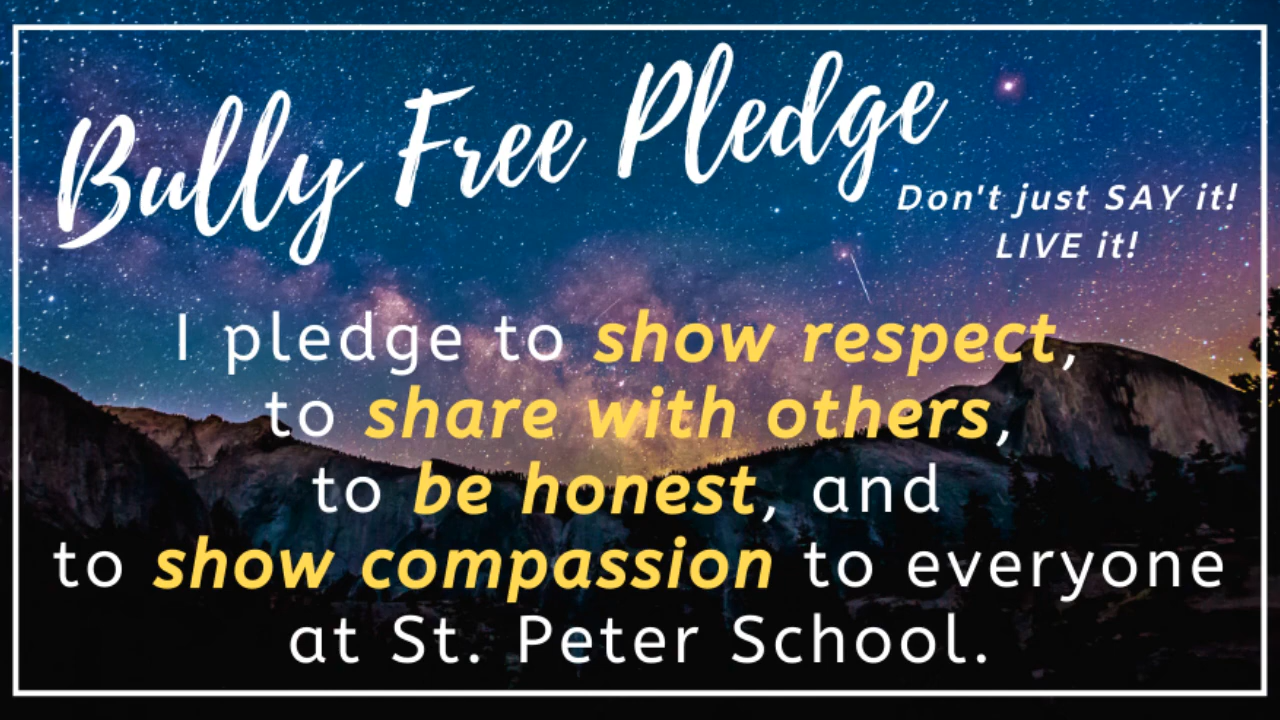 Bully Free Pledge
Don't just SAY it!
LIVE it!
I pledge to show respect,
to share with others,
to be honest, and
to show compassion to everyone
at St. Peter School.